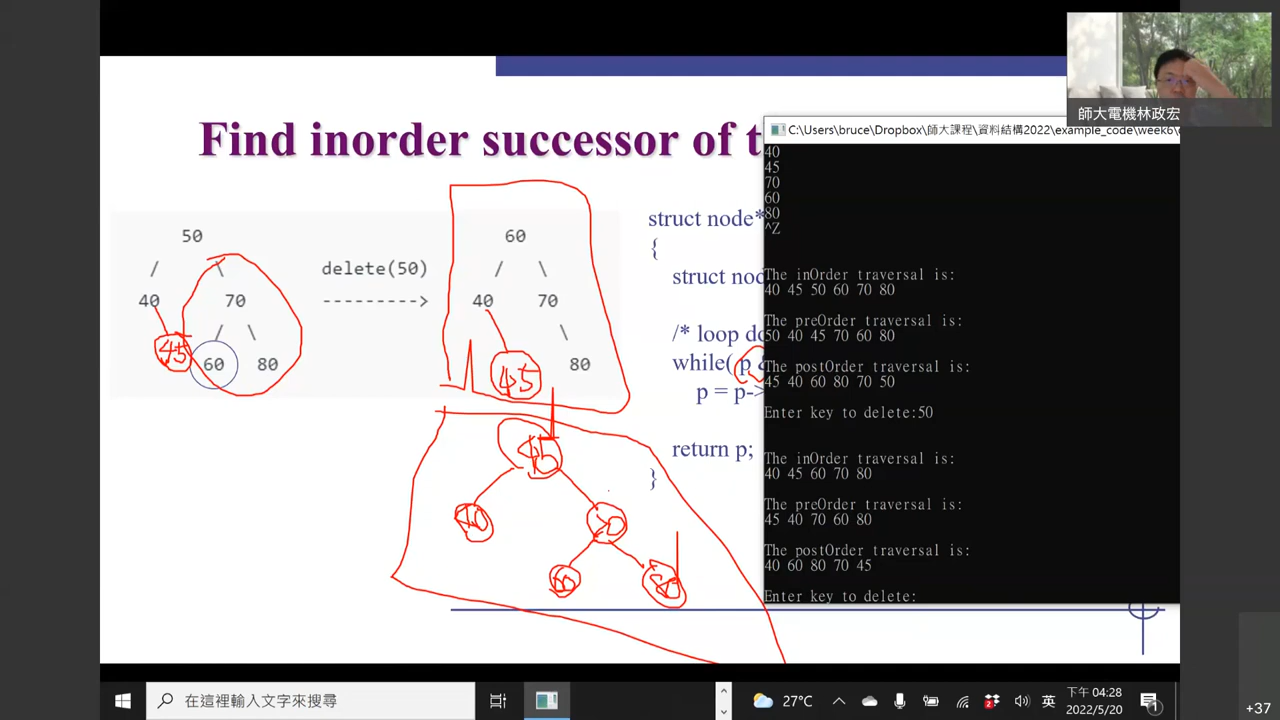 師大電機林政宏
Find inorder successor of t
C:\Users\bruce\Dropbox\師大課程\資料結構2022\example_code\week6\
50
/ \
40 70
45
/ \
60 80
delete(50)
--------->
60
/ \
40 70
\
45
80
45
40
70
60
80
struct node*
{
struct nod
/* loop do
while( p
p = p->
return p;
}
40
45
70
60
80
^Z
The inOrder traversal is:
40 45 50 60 70 80
The preOrder traversal is:
50 40 45 70 60 80
The postOrder traversal is:
45 40 60 80 70 50
Enter key to delete:50
The inOrder traversal is:
40 45 60 70 80
The preOrder traversal is:
45 40 70 60 80
The postOrder traversal is:
40 60 80 70 45
Enter key to delete:
在這裡輸入文字來搜尋
27°C
英
下午 04:28
2022/5/20
2
1
+37